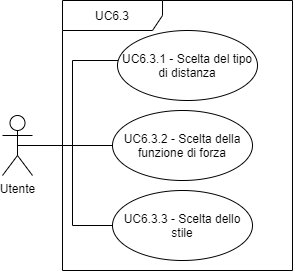 UC6.3
UC6.3.1 - Scelta del tipo
di distanza
UC6.3.2 - Scelta della
funzione di forza
Utente
UC6.3.3 - Scelta dello
stile